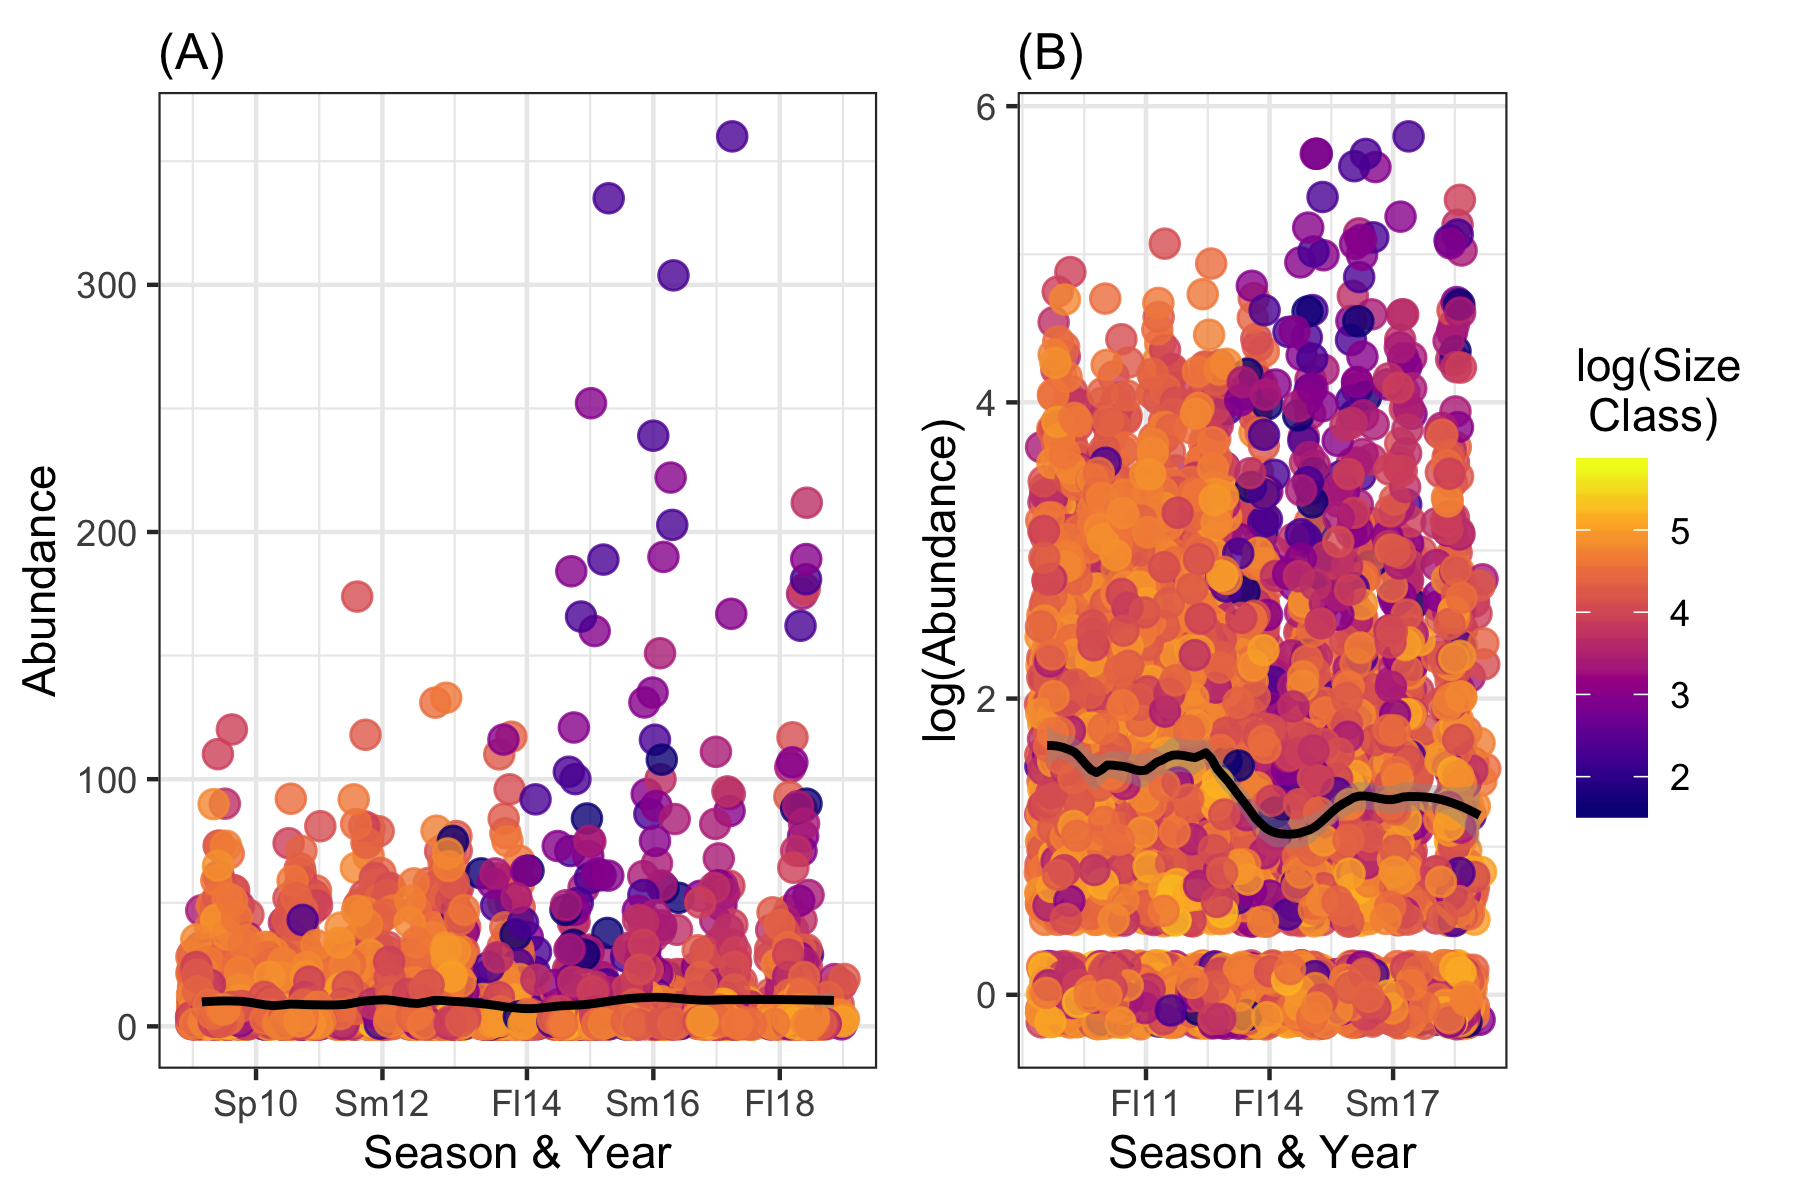 (A)
Abundance
300
200
100
0
Sp10 Sm12 Fl14 Sm16 Fl18
Season & Year
(B)
log(Abundance)
6
4
2
0
Fl11 Fl14 Sm17
Season & Year
log(Size
Class)
5
4
3
2